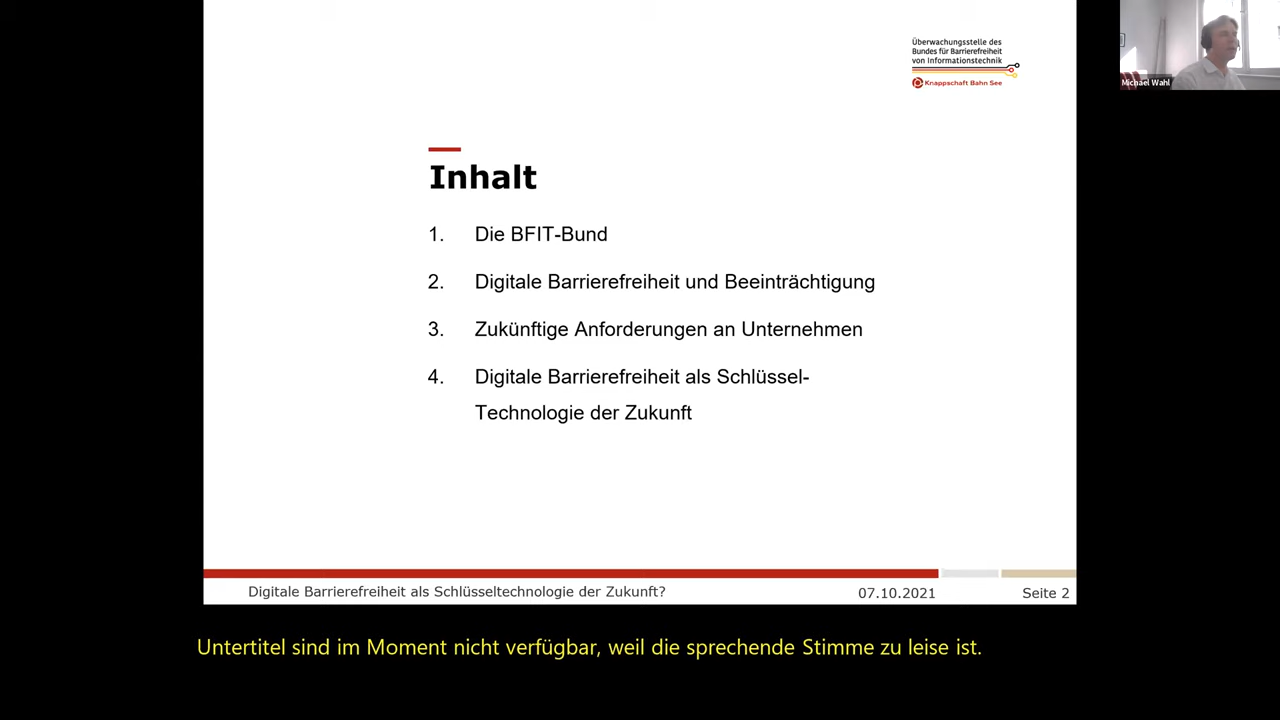 Überwachungsstelle des
Bundes für Barrierefreiheit
von Informationstechnik
Knappschaft Bahn See
Michael Wahl
Inhalt
1. Die BFIT-Bund
2. Digitale Barrierefreiheit und Beeinträchtigung
3. Zukünftige Anforderungen an Unternehmen
4. Digitale Barrierefreiheit als Schlüssel-
Technologie der Zukunft
Digitale Barrierefreiheit als Schlüsseltechnologie der Zukunft? 07.10.2021 Seite 2
Untertitel sind im Moment nicht verfügbar, weil die sprechende Stimme zu leise ist.